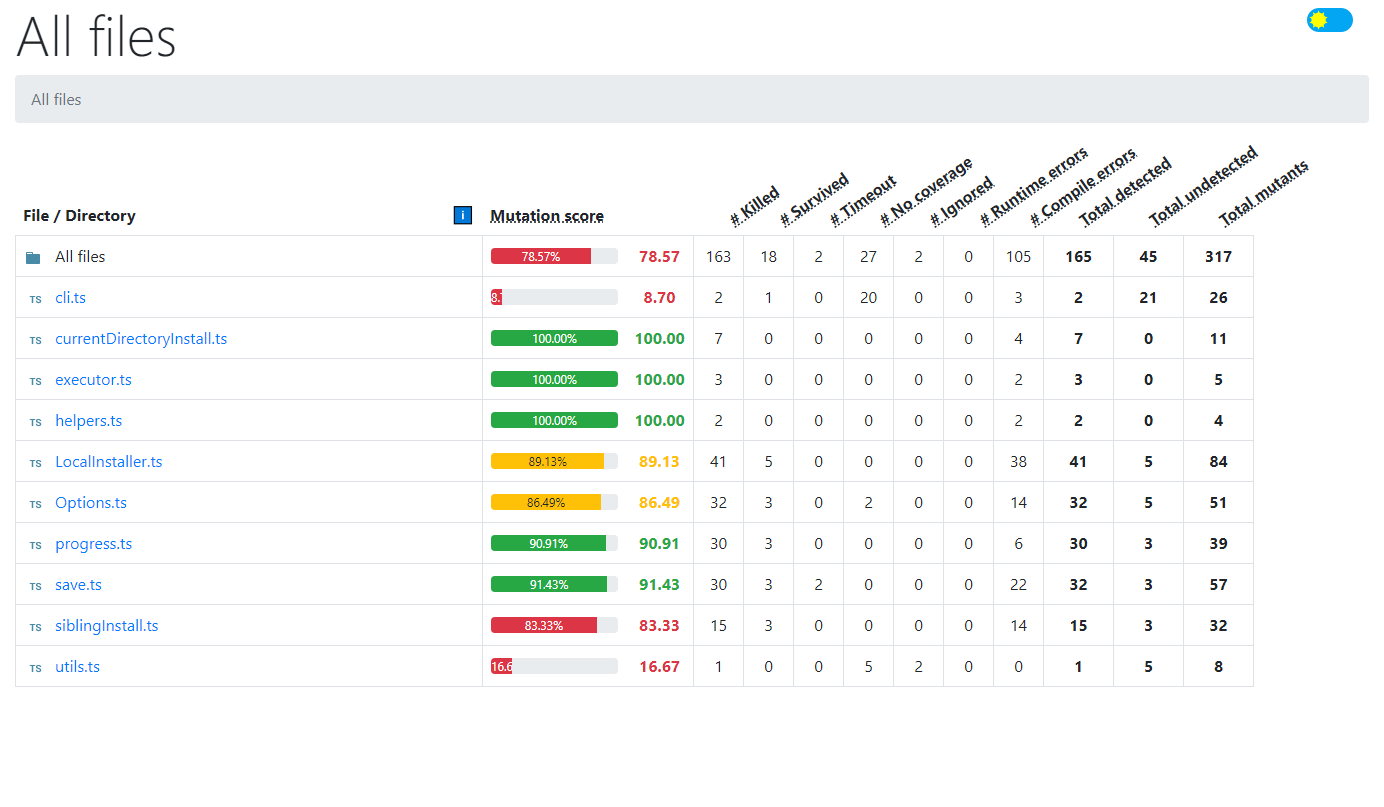 All files
All files
File / Directory i Mutation score # Killed # Survived # Timeout # No coverage # Ignored # Runtime errors # Compile errors Total detected Total undetected Total mutants
All files 78.57% 78.57 163 18 2 27 2 0 105 165 45 317
TS cli.ts 8.7 8.70 2 1 0 20 0 0 3 2 21 26
TS currentDirectoryInstall.ts 100.00% 100.00 7 0 0 0 0 0 4 7 0 11
TS executor.ts 100.00% 100.00 3 0 0 0 0 0 2 3 0 5
TS helpers.ts 100.00% 100.00 2 0 0 0 0 0 2 2 0 4
TS LocalInstaller.ts 89.13% 89.13 41 5 0 0 0 0 38 41 5 84
TS Options.ts 86.49% 86.49 32 3 0 2 0 0 14 32 5 51
TS progress.ts 90.91% 90.91 30 3 0 0 0 0 6 30 3 39
TS save.ts 91.43% 91.43 30 3 2 0 0 0 22 32 3 57
TS siblingInstall.ts 83.33% 83.33 15 3 0 0 0 0 14 15 3 32
TS utils.ts 16.6 16.67 1 0 0 5 2 0 0 1 5 8